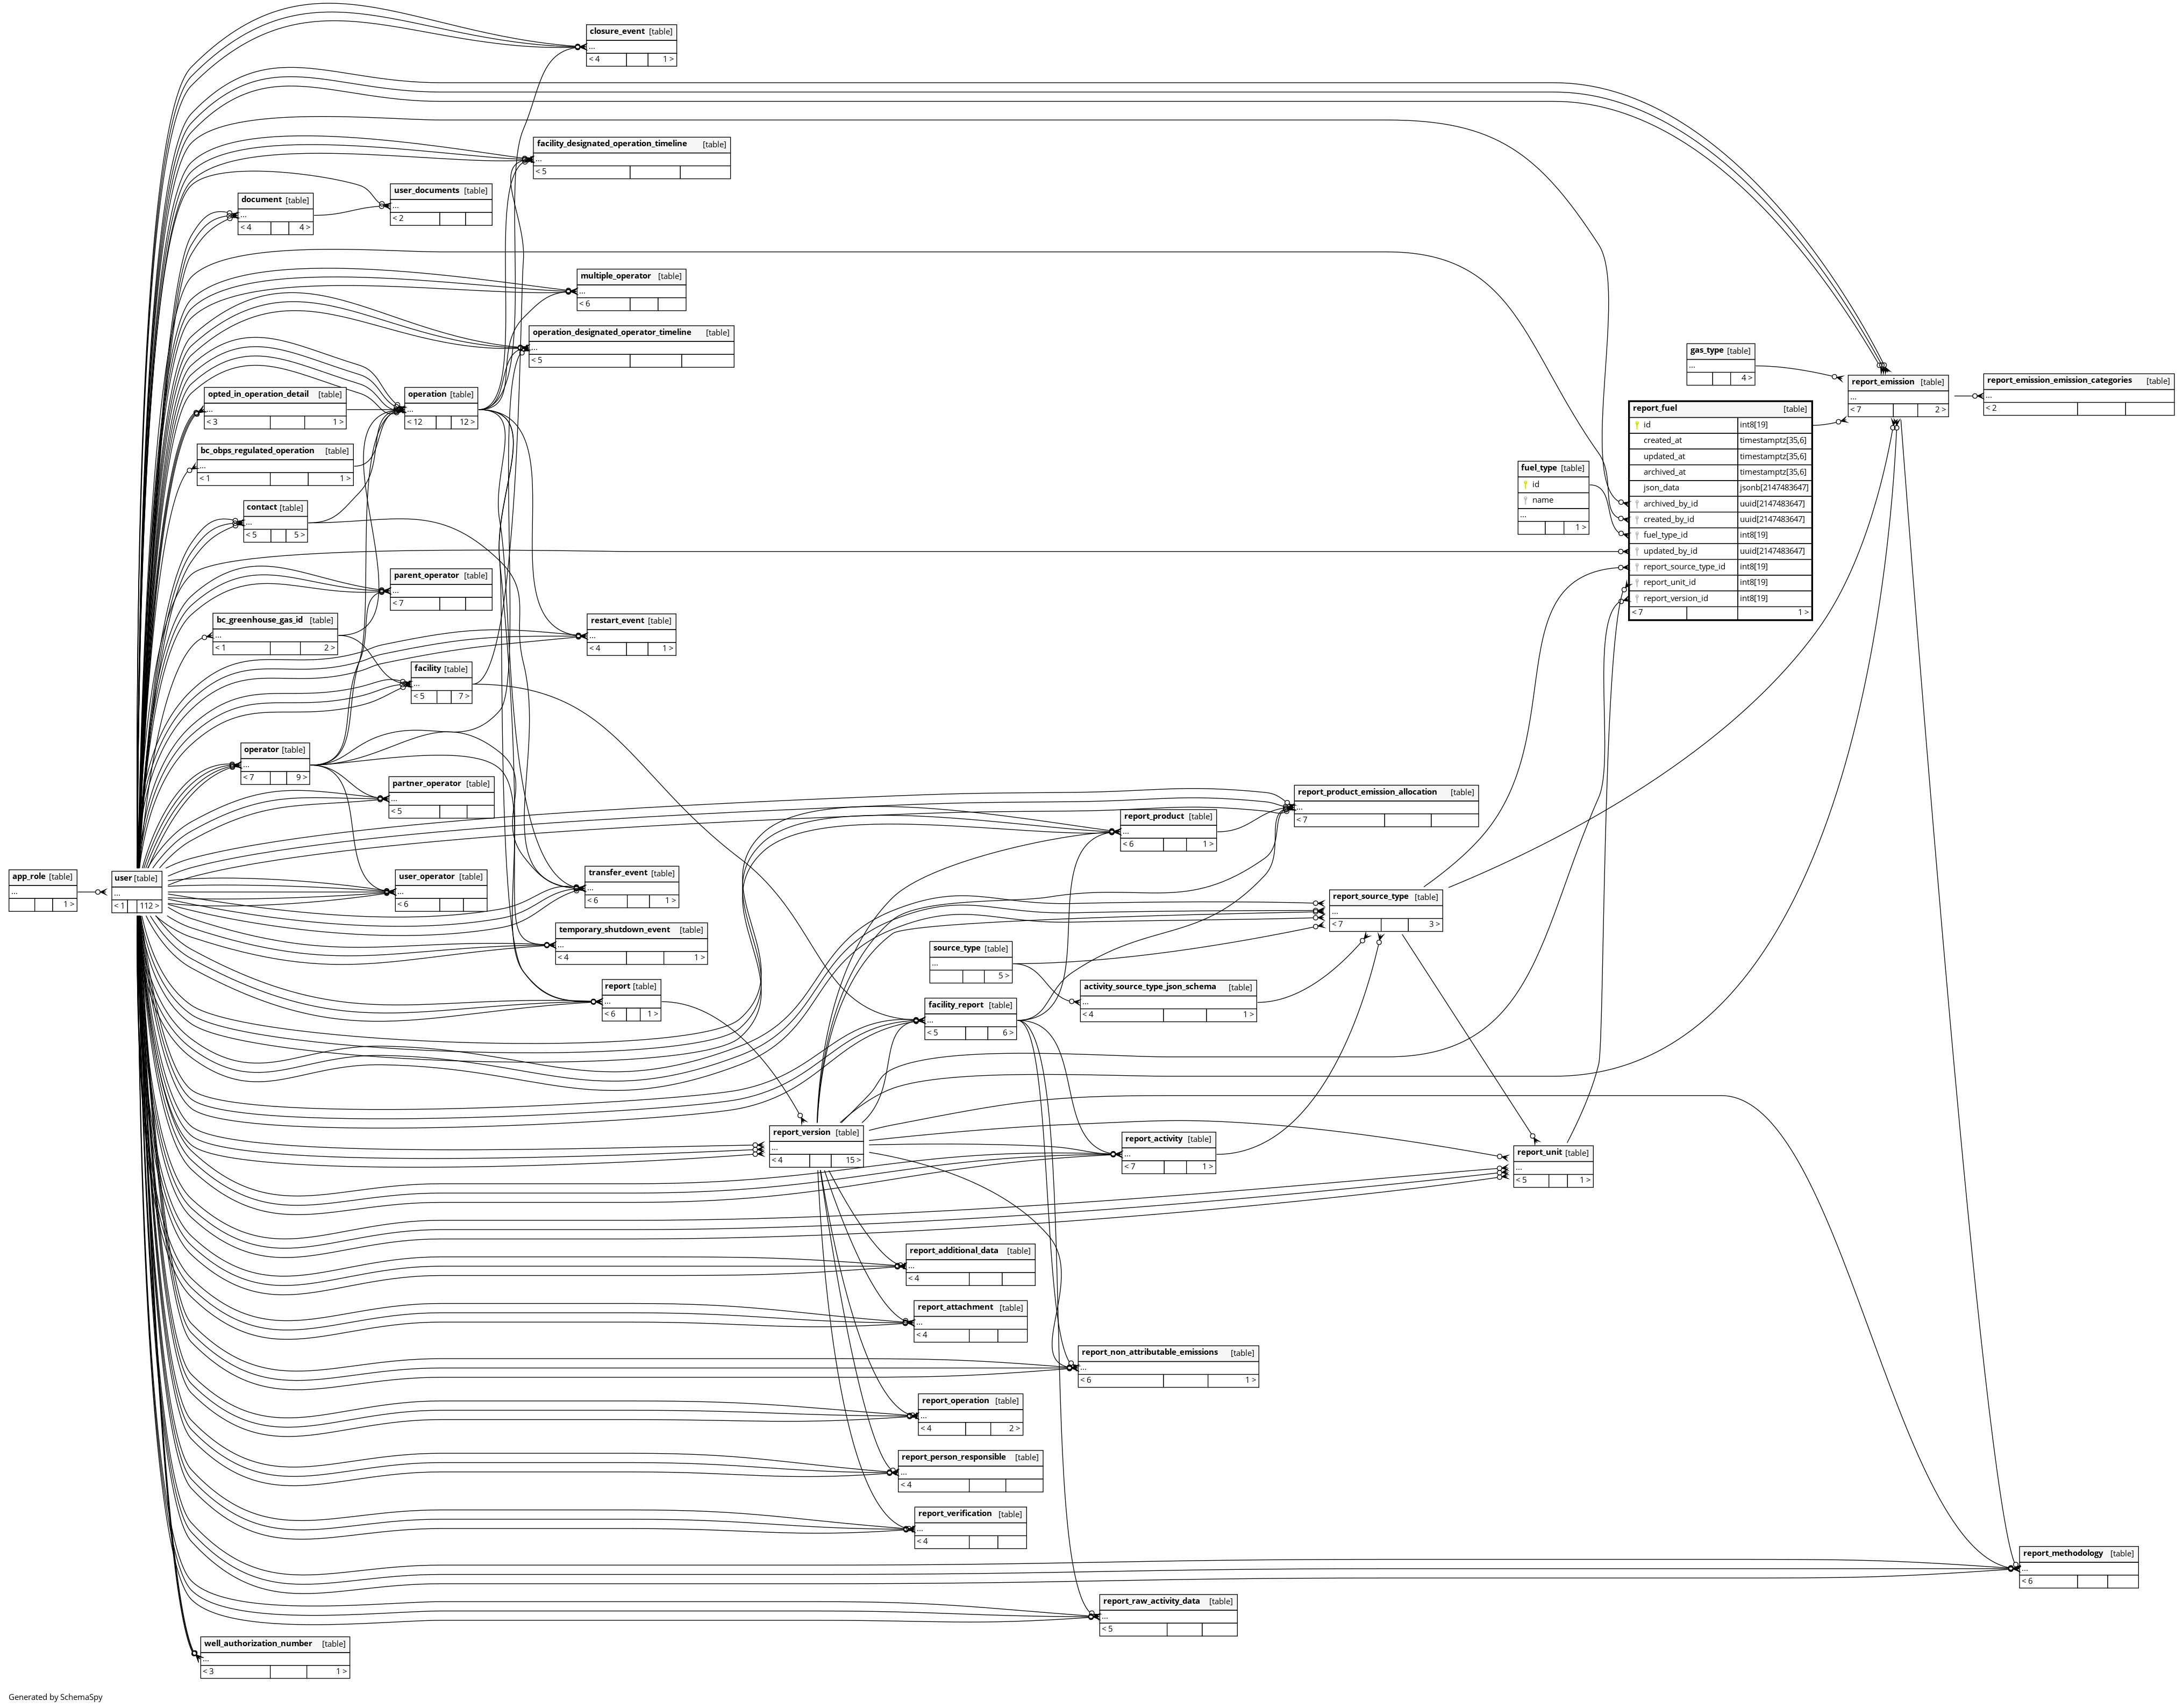 closure_event [table]
...
< 4 1 >
facility_designated_operation_timeline [table]
...
< 5
user_documents [table]
...
< 2
document [table]
...
< 4 4 >
multiple_operator [table]
...
< 6
operation_designated_operator_timeline [table]
...
< 5
gas_type [table]
...
4 >
report_emission [table]
...
< 7 2 >
report_emission_emission_categories [table]
...
< 2
opted_in_operation_detail [table]
...
< 3 1 >
operation [table]
...
< 12 12 >
report_fuel [table]
id int8[19]
created_at timestamptz[35,6]
updated_at timestamptz[35,6]
archived_at timestamptz[35,6]
json_data jsonb[2147483647]
archived_by_id uuid[2147483647]
created_by_id uuid[2147483647]
fuel_type_id int8[19]
updated_by_id uuid[2147483647]
report_source_type_id int8[19]
report_unit_id int8[19]
report_version_id int8[19]
< 7 1 >
bc_obps_regulated_operation [table]
...
< 1 1 >
fuel_type [table]
id
name
...
1 >
contact [table]
...
< 5 5 >
parent_operator [table]
...
< 7
bc_greenhouse_gas_id [table]
...
< 1 2 >
restart_event [table]
...
< 4 1 >
facility [table]
...
< 5 7 >
operator [table]
...
< 7 9 >
partner_operator [table]
...
< 5
report_product_emission_allocation [table]
...
< 7
report_product [table]
...
< 6 1 >
app_role [table]
...
1 >
user [table]
...
< 1 112 >
user_operator [table]
...
< 6
transfer_event [table]
...
< 6 1 >
report_source_type [table]
...
< 7 3 >
temporary_shutdown_event [table]
...
< 4 1 >
source_type [table]
...
5 >
report [table]
...
< 6 1 >
activity_source_type_json_schema [table]
...
< 4 1 >
facility_report [table]
...
< 5 6 >
report_version [table]
...
< 4 15 >
report_activity [table]
...
< 7 1 >
report_unit [table]
...
< 5 1 >
report_additional_data [table]
...
< 4
report_attachment [table]
...
< 4
report_non_attributable_emissions [table]
...
< 6 1 >
report_operation [table]
...
< 4 2 >
report_person_responsible [table]
...
< 4
report_verification [table]
...
< 4
report_methodology [table]
...
< 6
report_raw_activity_data [table]
...
< 5
well_authorization_number [table]
...
< 3 1 >
Generated by SchemaSpy